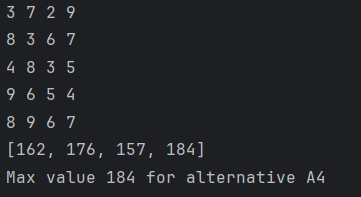 3 7 2 9
8 3 6 7
4 8 3 5
9 6 5 4
8 9 6 7
[162, 176, 157, 184]
Max value 184 for alternative A4